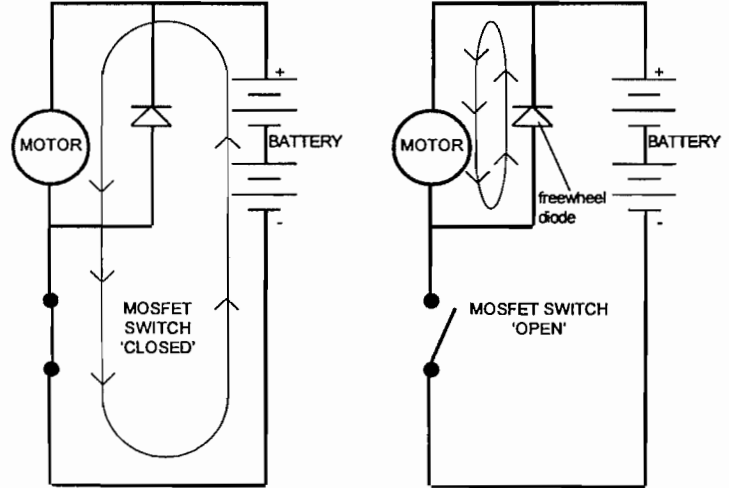 +
MOTOR
BATTERY
-
MOSFET
SWITCH
'CLOSED'
+
MOTOR
BATTERY
freewheel
diode
-
MOSFET SWITCH
'OPEN'